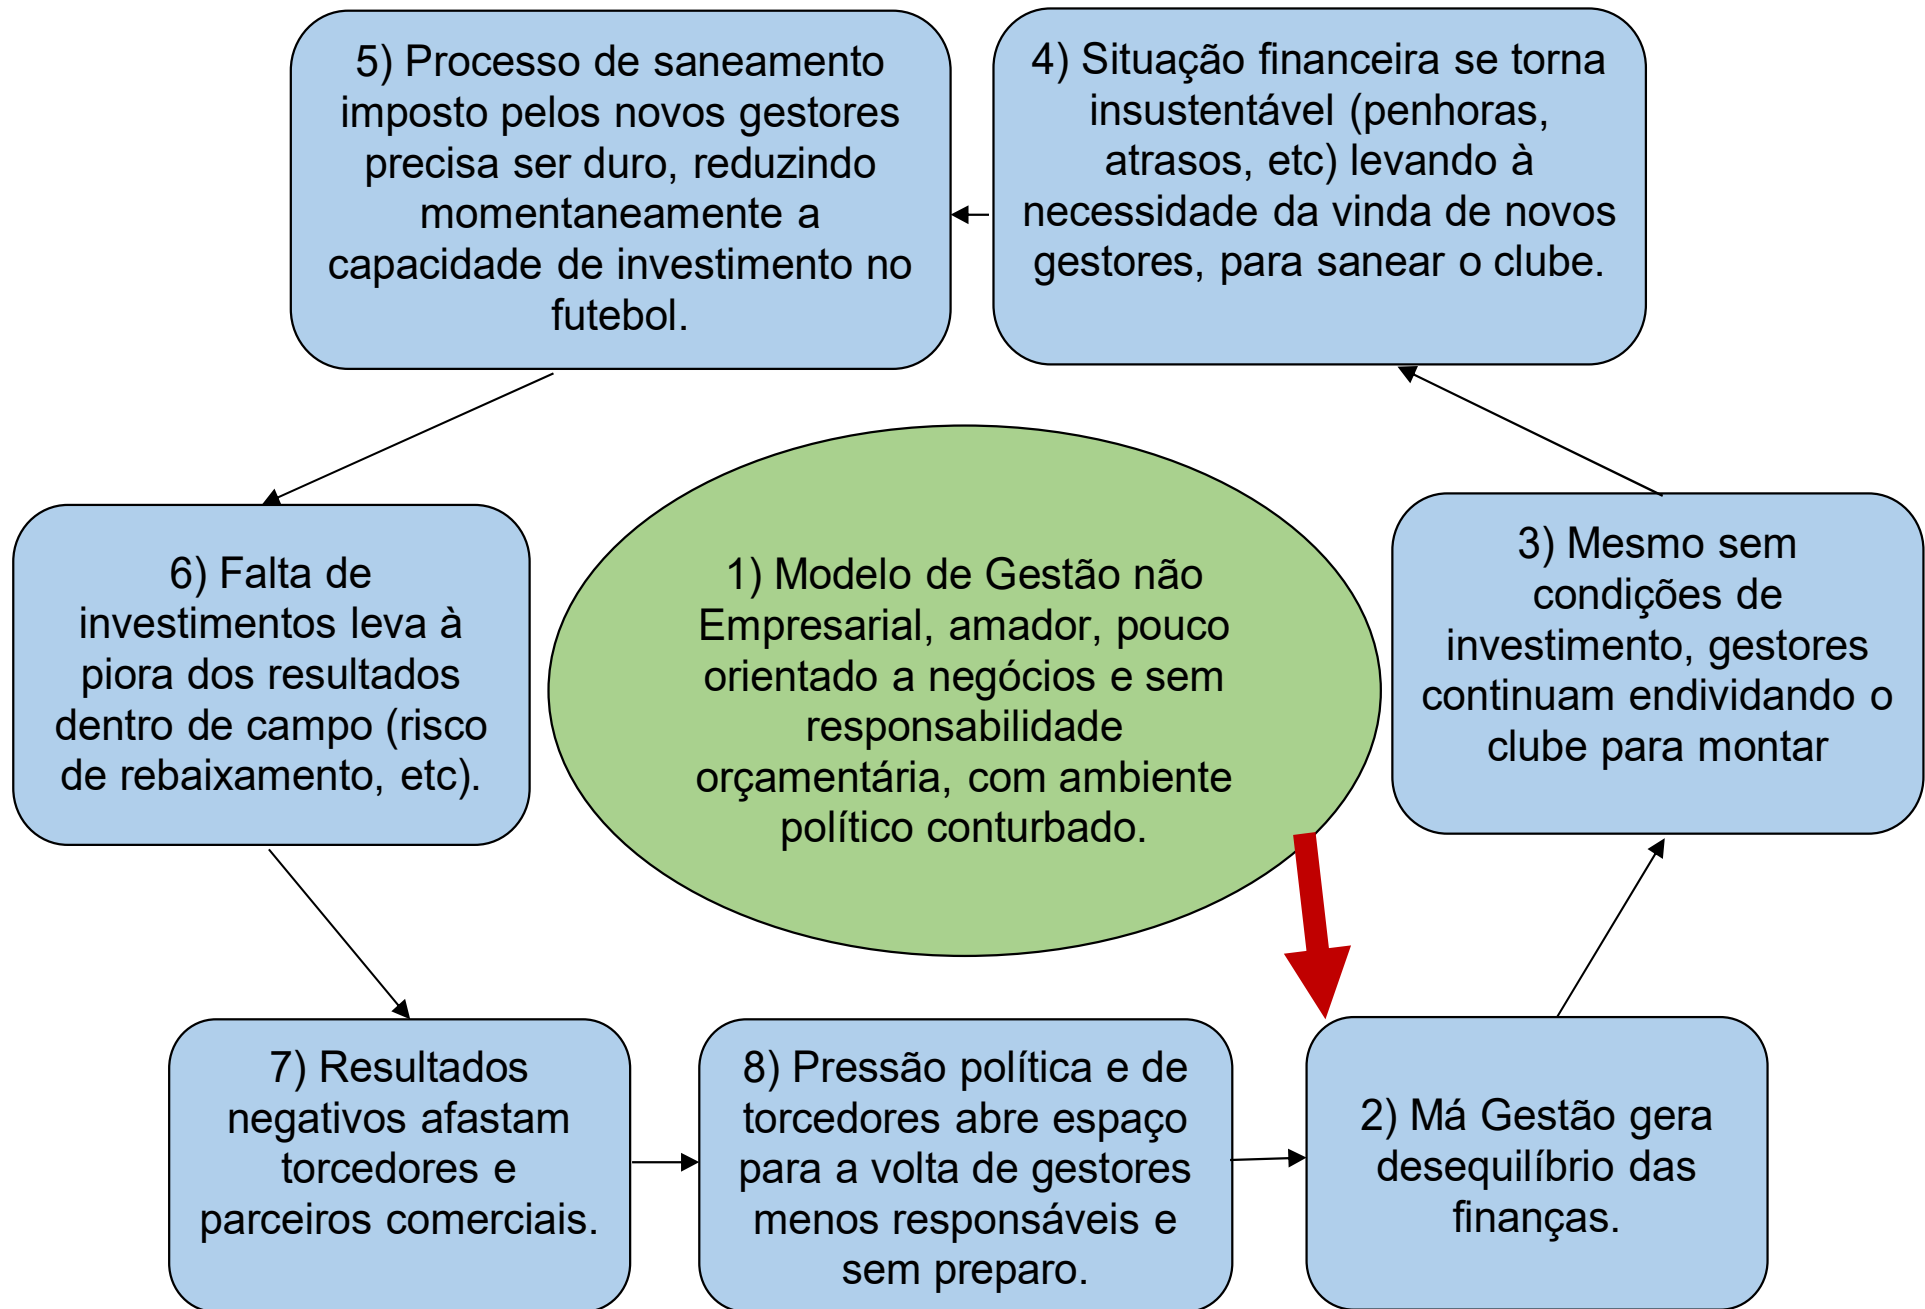 5) Processo de saneamento
imposto pelos novos gestores
precisa ser duro, reduzindo
momentaneamente a
capacidade de investimento no
futebol.
4) Situação financeira se torna
insustentável (penhoras,
atrasos, etc) levando à
necessidade da vinda de novos
gestores, para sanear o clube.
6) Falta de
investimentos leva à
piora dos resultados
dentro de campo (risco
de rebaixamento, etc).
1) Modelo de Gestão não
Empresarial, amador, pouco
orientado a negócios e sem
responsabilidade
orçamentária, com ambiente
político conturbado.
3) Mesmo sem
condições de
investimento, gestores
continuam endividando o
clube para montar
7) Resultados
negativos afastam
torcedores e
parceiros comerciais.
8) Pressão política e de
torcedores abre espaço
para a volta de gestores
menos responsáveis e
sem preparo.
2) Má Gestão gera
desequilíbrio das
finanças.